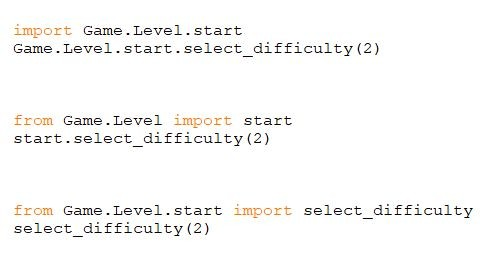 import Game.Level.start
Game.Level.start.select_difficulty(2)
from Game.Level import start
start.select_difficulty(2)
from Game.Level.start import select_difficulty
select_difficulty(2)